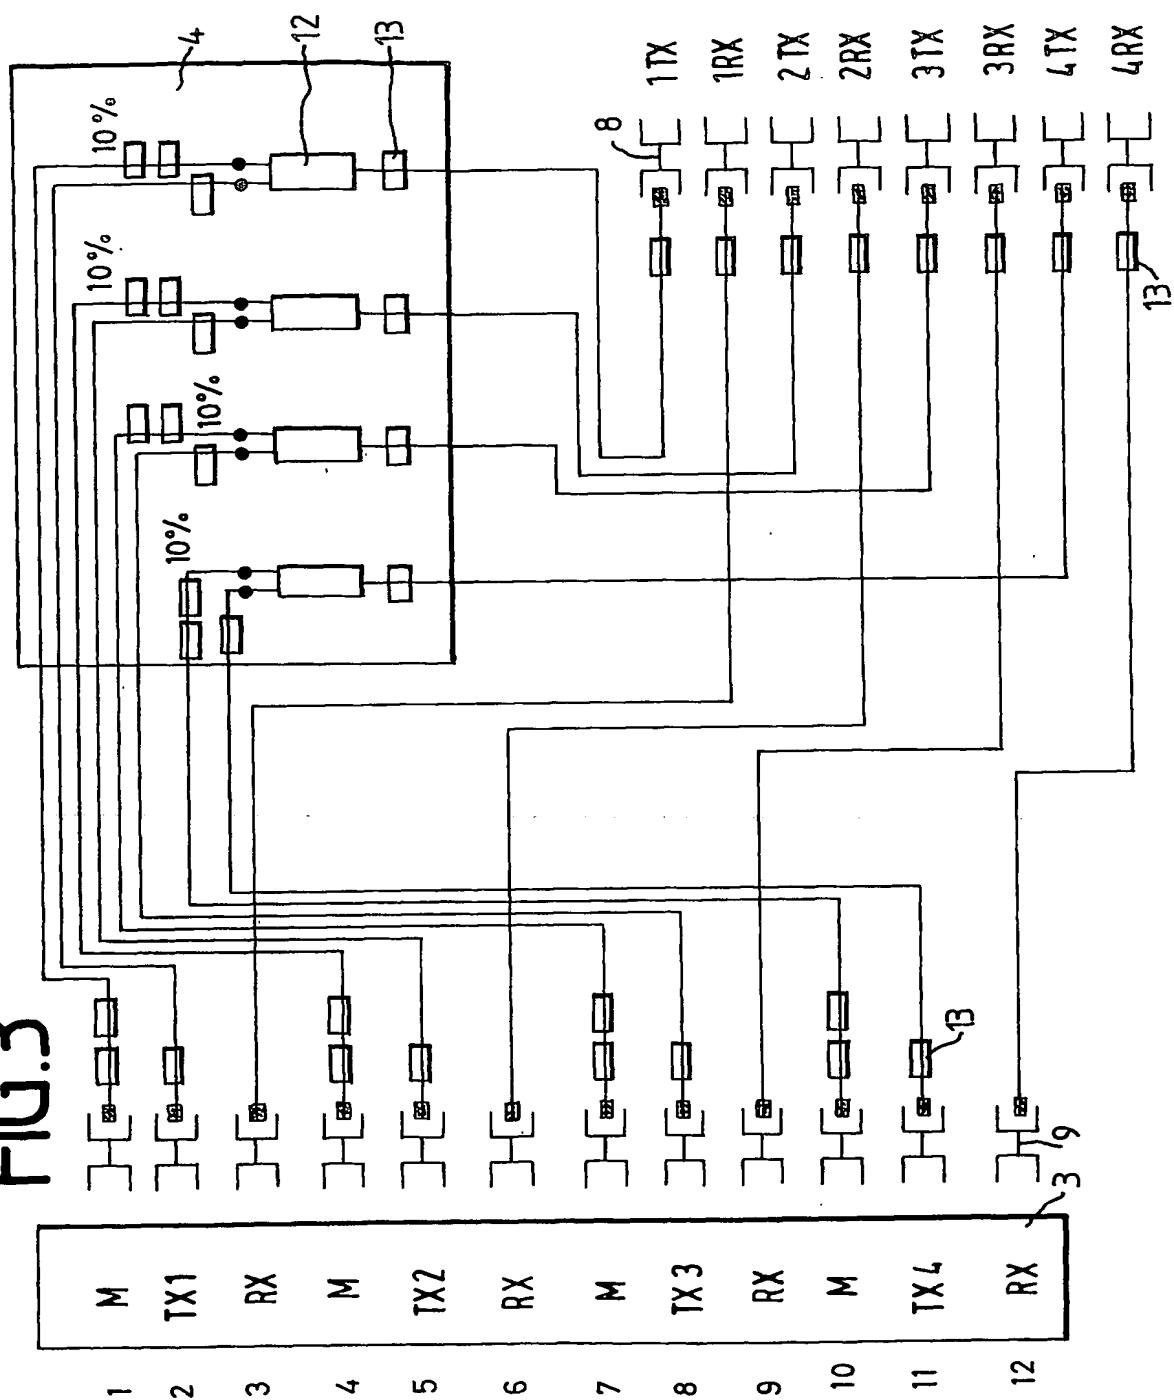 FIG.3
4
12
13
10%
10%
10%
10%
8
1TX
1RX
2TX
2RX
3TX
3RX
4TX
4RX
13
13
9
3
1 M
2 TX1
3 RX
4 M
5 TX2
6 RX
7 M
8 TX3
9 RX
10 M
11 TX4
12 RX